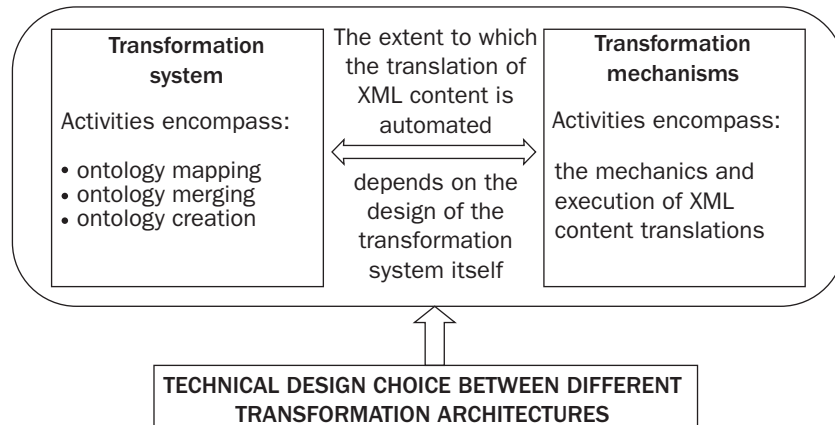 Transformation
system
Activities encompass:
• ontology mapping
• ontology merging
• ontology creation
The extent to which
the translation of
XML content is
automated
depends on the
design of the
transformation
system itself
Transformation
mechanisms
Activities encompass:
the mechanics and
execution of XML
content translations
TECHNICAL DESIGN CHOICE BETWEEN DIFFERENT
TRANSFORMATION ARCHITECTURES